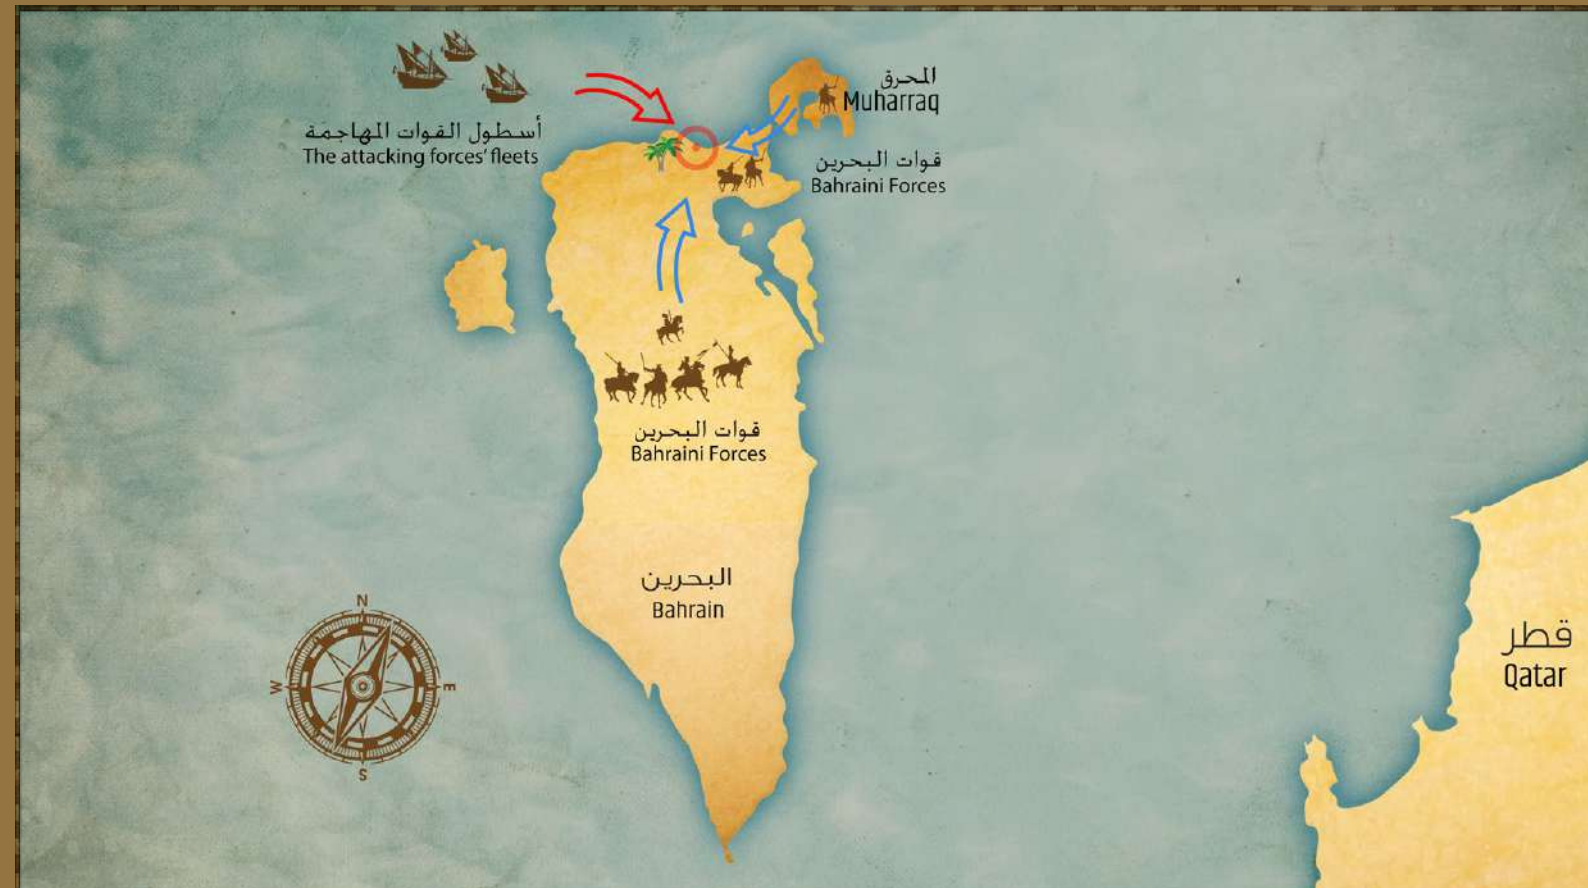 أسطول القوات المهاجمة
The attacking forces' fleets
المحرق
Muharraq
قوات البحرين
Bahraini Forces
قوات البحرين
Bahraini Forces
البحرين
Bahrain
قطر
Qatar
N
W
E
S